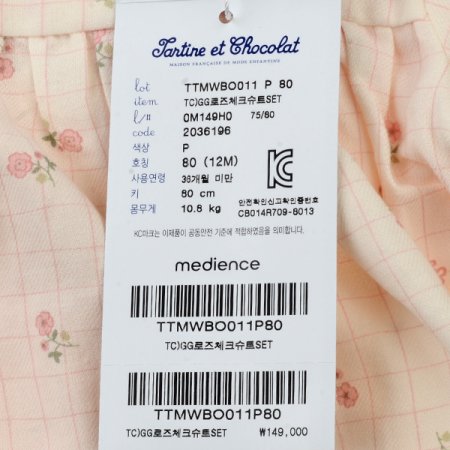 Tartine et Chocolat
MAISON FRANÇAISE DE MODE ENFANTINE
lot TTMWBO011 P 80
item TC)GG로즈체크슈트SET
l/# 0M149H0 75/80
code 2036196
색상 P
호칭 80 (12M)
사용연령 36개월 미만
키 80 cm
몸무게 10.8 kg
안전확인신고확인증번호
CB014R709-8013
KC마크는 이제품이 공통안전 기준에 적합하였음을 의미합니다.
medience
TTMWBO011P80
TC)GG로즈체크슈트SET
TTMWBO011P80
TC)GG로즈체크슈트SET ₩149,000